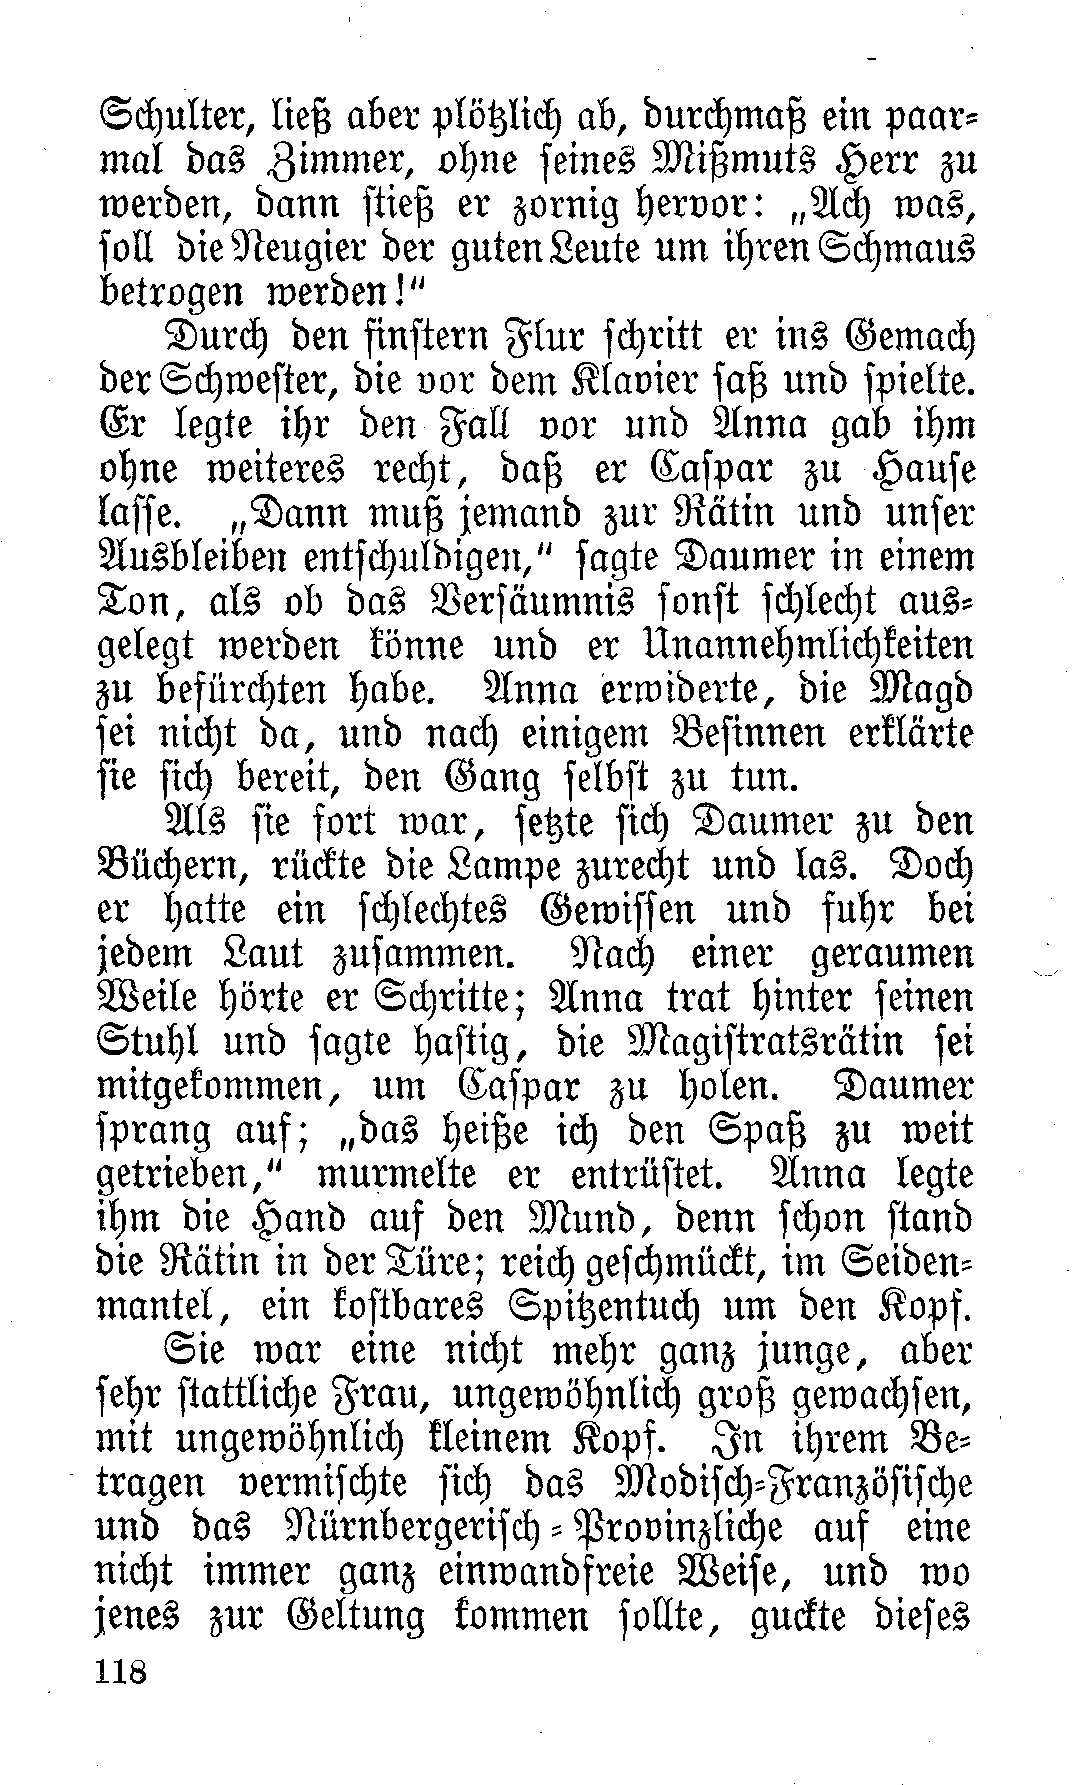 Schulter, ließ aber plötzlich ab, durchmaß ein paar-
mal das Zimmer, ohne seines Mißmuts Herr zu
werden, dann stieß er zornig hervor: „Ach was,
soll die Neugier der guten Leute um ihren Schmaus
betrogen werden!“
Durch den finstern Flur schritt er ins Gemach
der Schwester, die vor dem Klavier saß und spielte.
Er legte ihr den Fall vor und Anna gab ihm
ohne weiteres recht, daß er Caspar zu Hause
lasse. „Dann muß jemand zur Rätin und unser
Ausbleiben entschuldigen,“ sagte Daumer in einem
Ton, als ob das Versäumnis sonst schlecht aus-
gelegt werden könne und er Unannehmlichkeiten
zu befürchten habe. Anna erwiderte, die Magd
sei nicht da, und nach einigem Besinnen erklärte
sie sich bereit, den Gang selbst zu tun.
Als sie fort war, setzte sich Daumer zu den
Büchern, rückte die Lampe zurecht und las. Doch
er hatte ein schlechtes Gewissen und fuhr bei
jedem Laut zusammen. Nach einer geraumen
Weile hörte er Schritte; Anna trat hinter seinen
Stuhl und sagte hastig, die Magistratsrätin sei
mitgekommen, um Caspar zu holen. Daumer
sprang auf; „das heiße ich den Spaß zu weit
getrieben,“ murmelte er entrüstet. Anna legte
ihm die Hand auf den Mund, denn schon stand
die Rätin in der Türe; reich geschmückt, im Seiden-
mantel, ein kostbares Spitzentuch um den Kopf.
Sie war eine nicht mehr ganz junge, aber
sehr stattliche Frau, ungewöhnlich groß gewachsen,
mit ungewöhnlich kleinem Kopf. In ihrem Be-
tragen vermischte sich das Modisch-Französische
und das Nürnbergerisch-Provinzliche auf eine
nicht immer ganz einwandfreie Weise, und wo
jenes zur Geltung kommen sollte, guckte dieses
118